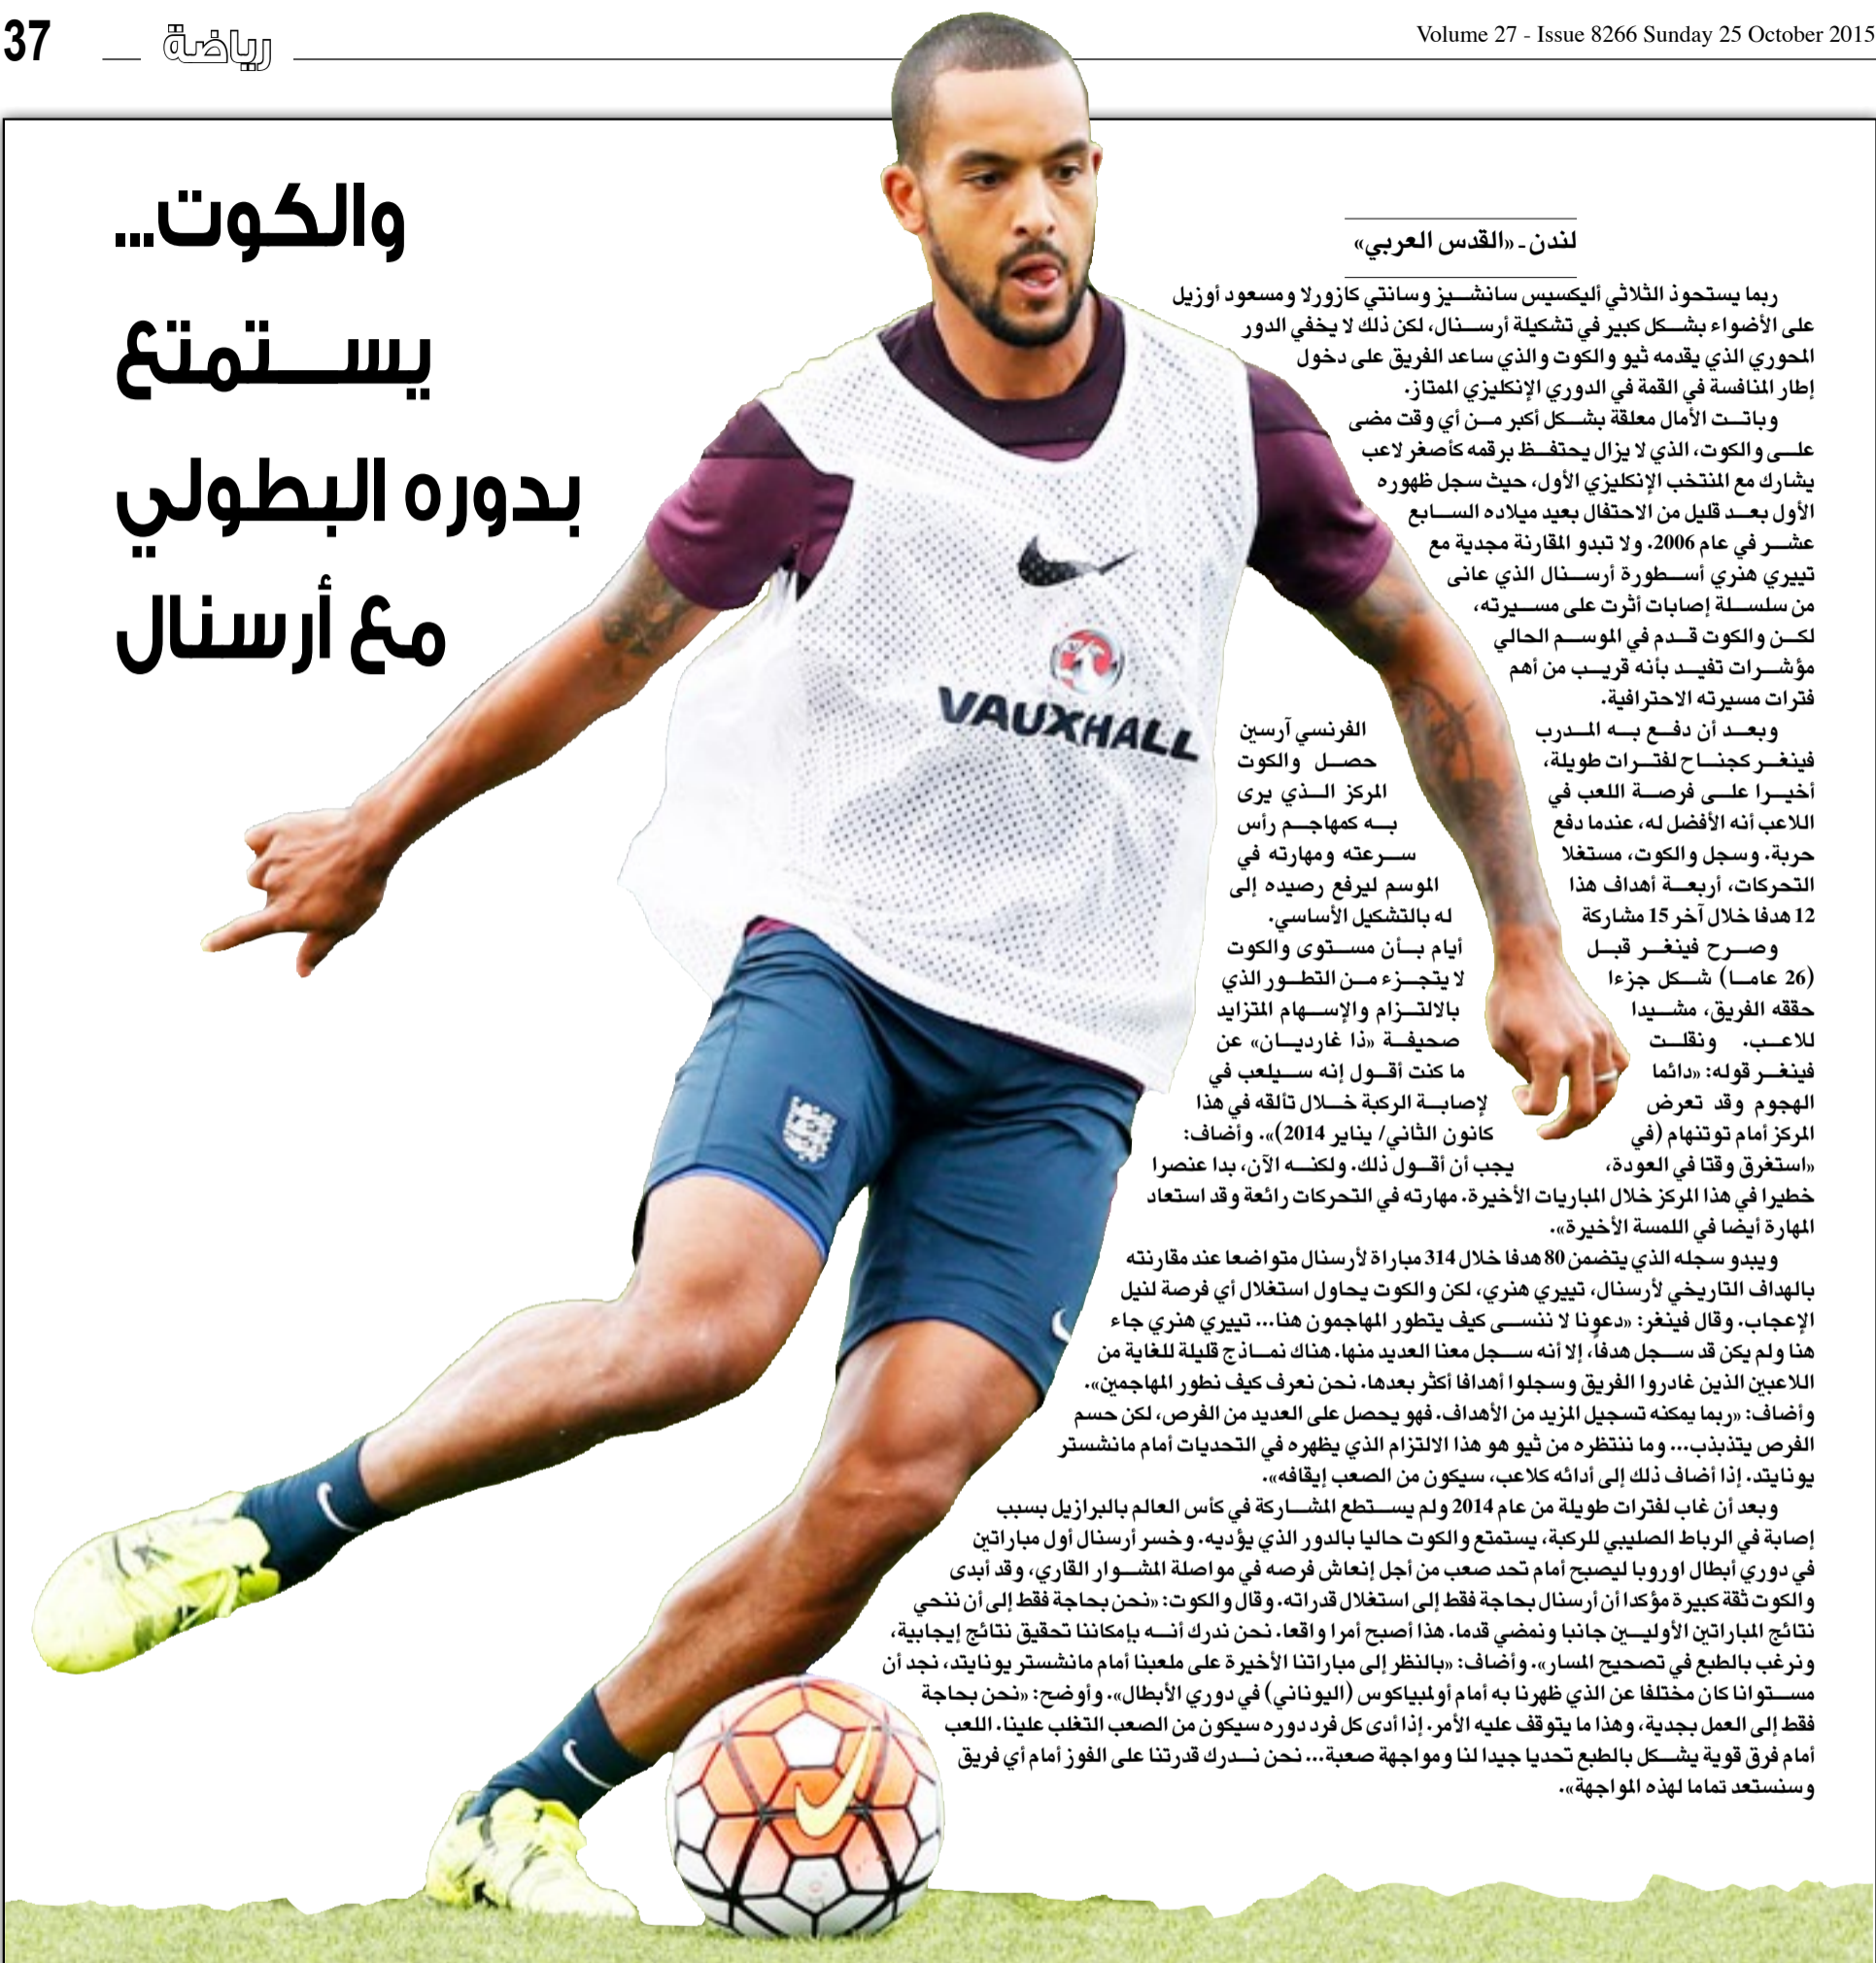 37
رياضة
Volume 27 - Issue 8266 Sunday 25 October 2015
والكوت...
يستمتع
بدوره البطولي
مع أرسنال
لندن ـ «القدس العربي»
ربما يستحوذ الثلاثي أليكسيس سانشيز وسانتي كازورلا ومسعود أوزيل
على الأضواء بشكل كبير في تشكيلة أرسنال، لكن ذلك لا يخفي الدور
المحوري الذي يقدمه ثيو والكوت والذي ساعد الفريق على دخول
إطار المنافسة في القمة في الدوري الإنكليزي الممتاز.
وباتت الأمال معلقة بشكل أكبر من أي وقت مضى
على والكوت، الذي لا يزال يحتفظ برقمه كأصغر لاعب
يشارك مع المنتخب الإنكليزي الأول، حيث سجل ظهوره
الأول بعد قليل من الاحتفال بعيد ميلاده السابع
عشر في عام 2006. ولا تبدو المقارنة مجدية مع
تييري هنري أسطورة أرسنال الذي عانى
من سلسلة إصابات أثرت على مسيرته،
لكن والكوت قدم في الموسم الحالي
مؤشرات تفيد بأنه قريب من أهم
فترات مسيرته الاحترافية.
وبعد أن دفع به المدرب الفرنسي آرسين
فينغر كجناح لفترات طويلة، حصل والكوت
أخيرا على فرصة اللعب في المركز الذي يرى
اللاعب أنه الأفضل له، عندما دفع به كمهاجم رأس
حربة. وسجل والكوت، مستغلا سرعته ومهارته في
التحركات، أربعة أهداف هذا الموسم ليرفع رصيده إلى
12 هدفا خلال آخر 15 مشاركة له بالتشكيل الأساسي.
وصرح فينغر قبل أيام بأن مستوى والكوت
(26 عاما) شكل جزءا لا يتجزء من التطور الذي
حققه الفريق، مشيدا بالالتزام والإسهام المتزايد
للاعب. ونقلت صحيفة «ذا غارديان» عن
فينغر قوله: «دائما ما كنت أقول إنه سيلعب في
الهجوم وقد تعرض لإصابة الركبة خلال تألقه في هذا
المركز أمام توتنهام (في كانون الثاني/ يناير 2014)». وأضاف:
«استغرق وقتا في العودة، يجب أن أقول ذلك. ولكنه الآن، بدا عنصرا
خطيرا في هذا المركز خلال المباريات الأخيرة. مهارته في التحركات رائعة وقد استعاد
المهارة أيضا في اللمسة الأخيرة».
ويبدو سجله الذي يتضمن 80 هدفا خلال 314 مباراة لأرسنال متواضعا عند مقارنته
بالهداف التاريخي لأرسنال، تييري هنري، لكن والكوت يحاول استغلال أي فرصة لنيل
الإعجاب. وقال فينغر: «دعونا لا ننسى كيف يتطور المهاجمون هنا... تييري هنري جاء
هنا ولم يكن قد سجل هدفاً، إلا أنه سجل معنا العديد منها. هناك نماذج قليلة للغاية من
اللاعبين الذين غادروا الفريق وسجلوا أهدافا أكثر بعدها. نحن نعرف كيف نطور المهاجمين».
وأضاف: «ربما يمكنه تسجيل المزيد من الأهداف. فهو يحصل على العديد من الفرص، لكن حسم
الفرص يتذبذب... وما ننتظره من ثيو هو هذا الالتزام الذي يظهره في التحديات أمام مانشستر
يونايتد. إذا أضاف ذلك إلى أدائه كلاعب، سيكون من الصعب إيقافه».
وبعد أن غاب لفترات طويلة من عام 2014 ولم يستطع المشاركة في كأس العالم بالبرازيل بسبب
إصابة في الرباط الصليبي للركبة، يستمتع والكوت حاليا بالدور الذي يؤديه. وخسر أرسنال أول مباراتين
في دوري أبطال اوروبا ليصبح أمام تحد صعب من أجل إنعاش فرصه في مواصلة المشوار القاري، وقد أبدى
والكوت ثقة كبيرة مؤكدا أن أرسنال بحاجة فقط إلى استغلال قدراته. وقال والكوت: «نحن بحاجة فقط إلى أن ننحي
نتائج المباراتين الأوليين جانبا ونمضي قدما. هذا أصبح أمرا واقعا. نحن ندرك أنه بإمكاننا تحقيق نتائج إيجابية،
ونرغب بالطبع في تصحيح المسار». وأضاف: «بالنظر إلى مباراتنا الأخيرة على ملعبنا أمام مانشستر يونايتد، نجد أن
مستوانا كان مختلفا عن الذي ظهرنا به أمام أولمبياكوس (اليوناني) في دوري الأبطال». وأوضح: «نحن بحاجة
فقط إلى العمل بجدية، وهذا ما يتوقف عليه الأمر. إذا أدى كل فرد دوره سيكون من الصعب التغلب علينا. اللعب
أمام فرق قوية يشكل بالطبع تحديا جيدا لنا ومواجهة صعبة... نحن ندرك قدرتنا على الفوز أمام أي فريق
وسنستعد تماما لهذه المواجهة».
VAUXHALL